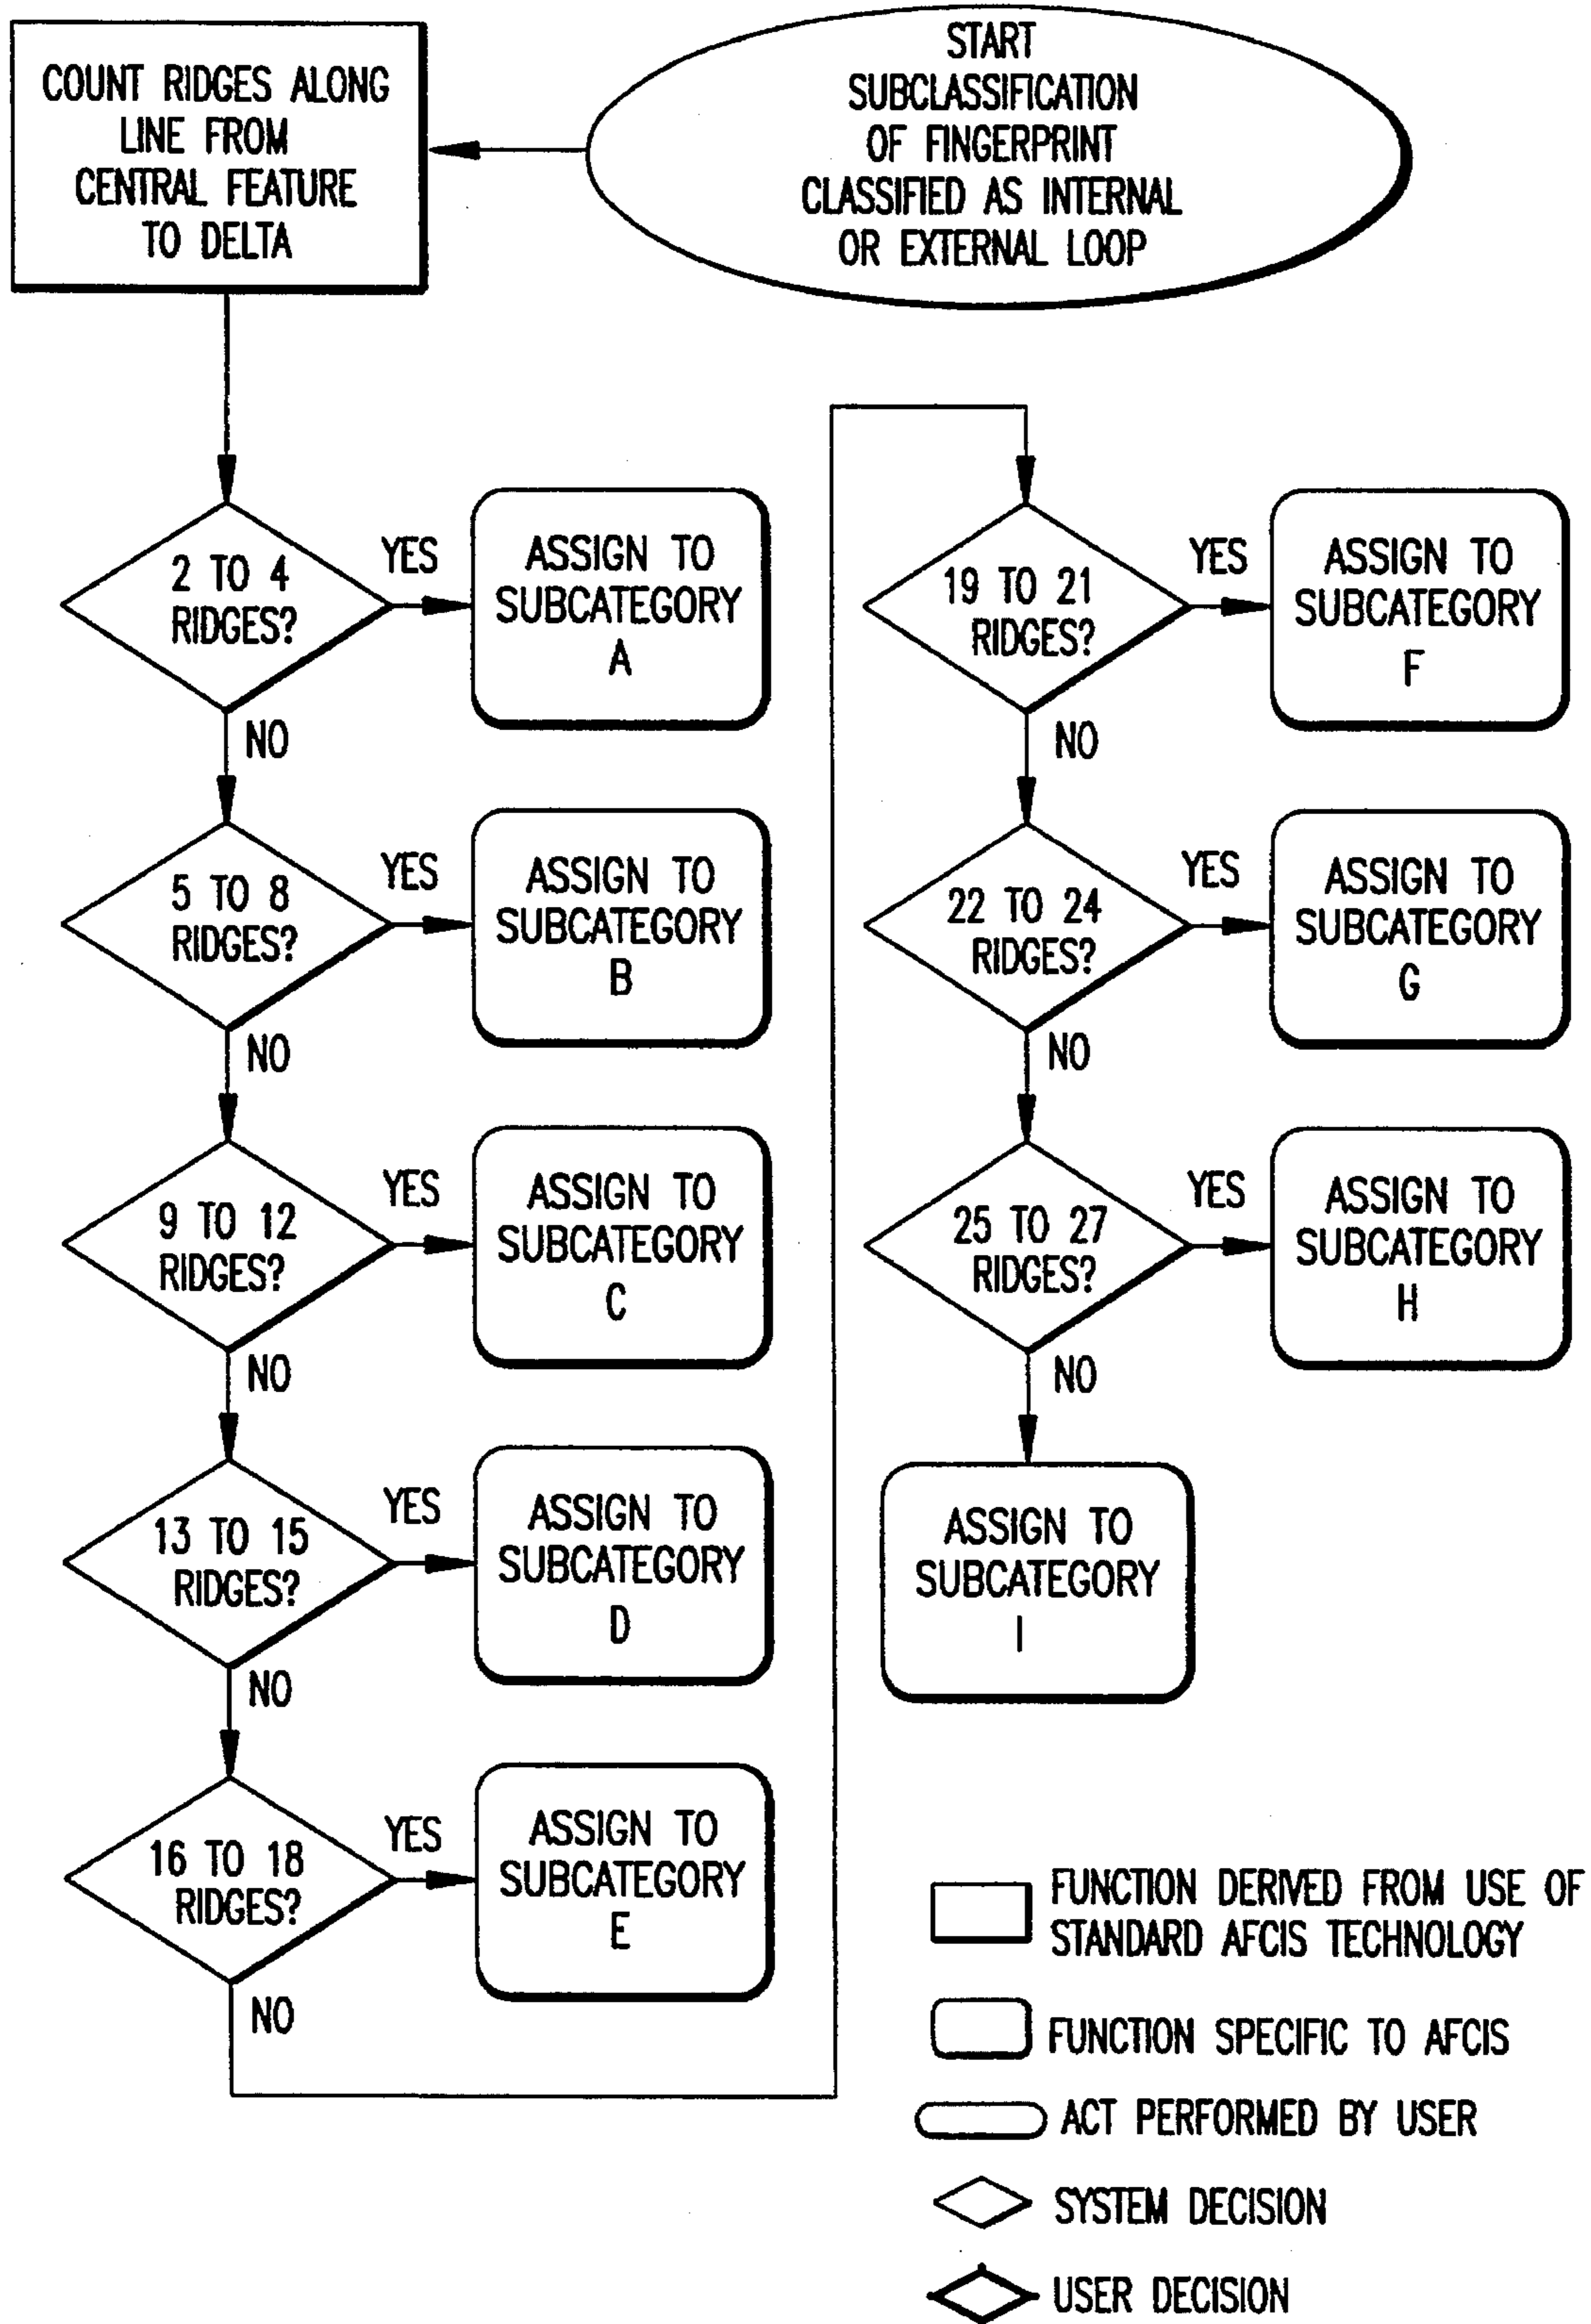 START
SUBCLASSIFICATION
OF FINGERPRINT
CLASSIFIED AS INTERNAL
OR EXTERNAL LOOP
COUNT RIDGES ALONG
LINE FROM
CENTRAL FEATURE
TO DELTA
2 TO 4
RIDGES?
YES
ASSIGN TO
SUBCATEGORY
A
NO
5 TO 8
RIDGES?
YES
ASSIGN TO
SUBCATEGORY
B
NO
9 TO 12
RIDGES?
YES
ASSIGN TO
SUBCATEGORY
C
NO
13 TO 15
RIDGES?
YES
ASSIGN TO
SUBCATEGORY
D
NO
16 TO 18
RIDGES?
YES
ASSIGN TO
SUBCATEGORY
E
NO
19 TO 21
RIDGES?
YES
ASSIGN TO
SUBCATEGORY
F
NO
22 TO 24
RIDGES?
YES
ASSIGN TO
SUBCATEGORY
G
NO
25 TO 27
RIDGES?
YES
ASSIGN TO
SUBCATEGORY
H
NO
ASSIGN TO
SUBCATEGORY
I
FUNCTION DERIVED FROM USE OF
STANDARD AFCIS TECHNOLOGY
FUNCTION SPECIFIC TO AFCIS
ACT PERFORMED BY USER
SYSTEM DECISION
USER DECISION